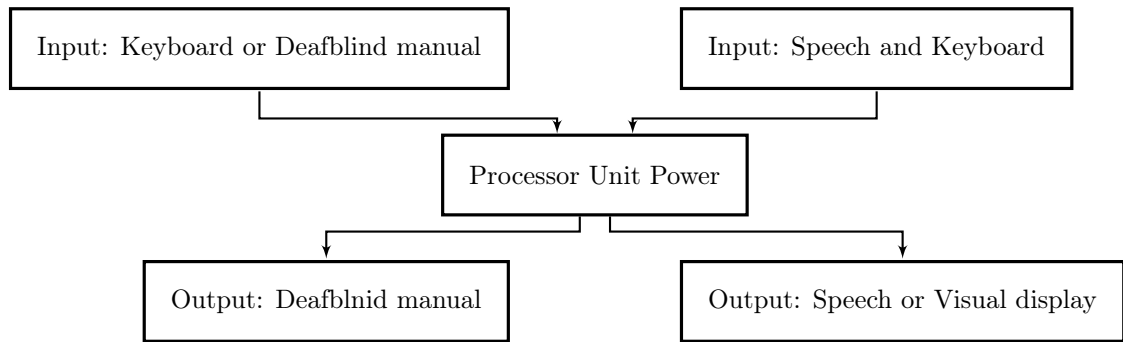 Input: Keyboard or Deafblind manual
Input: Speech and Keyboard
Processor Unit Power
Output: Deafblnid manual
Output: Speech or Visual display